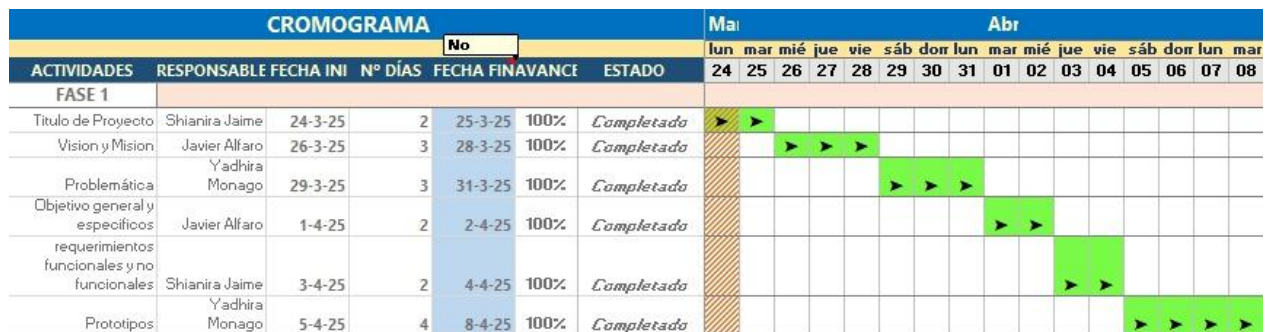 CROMOGRAMA Mar Abr
No
lun mar mié jue vie sáb dom lun mar mié jue vie sáb dom lun mar
ACTIVIDADES RESPONSABLE FECHA INI Nº DÍAS FECHA FIN AVANCE ESTADO 24 25 26 27 28 29 30 31 01 02 03 04 05 06 07 08
FASE 1
Titulo de Proyecto Shianira Jaime 24-3-25 2 25-3-25 100% Completado
Vision y Mision Javier Alfaro 26-3-25 3 28-3-25 100% Completado
Yadhira
Problemática Monago 29-3-25 3 31-3-25 100% Completado
Objetivo general y
especificos Javier Alfaro 1-4-25 2 2-4-25 100% Completado
requerimientos
funcionales y no
funcionales Shianira Jaime 3-4-25 2 4-4-25 100% Completado
Yadhira
Prototipos Monago 5-4-25 4 8-4-25 100% Completado